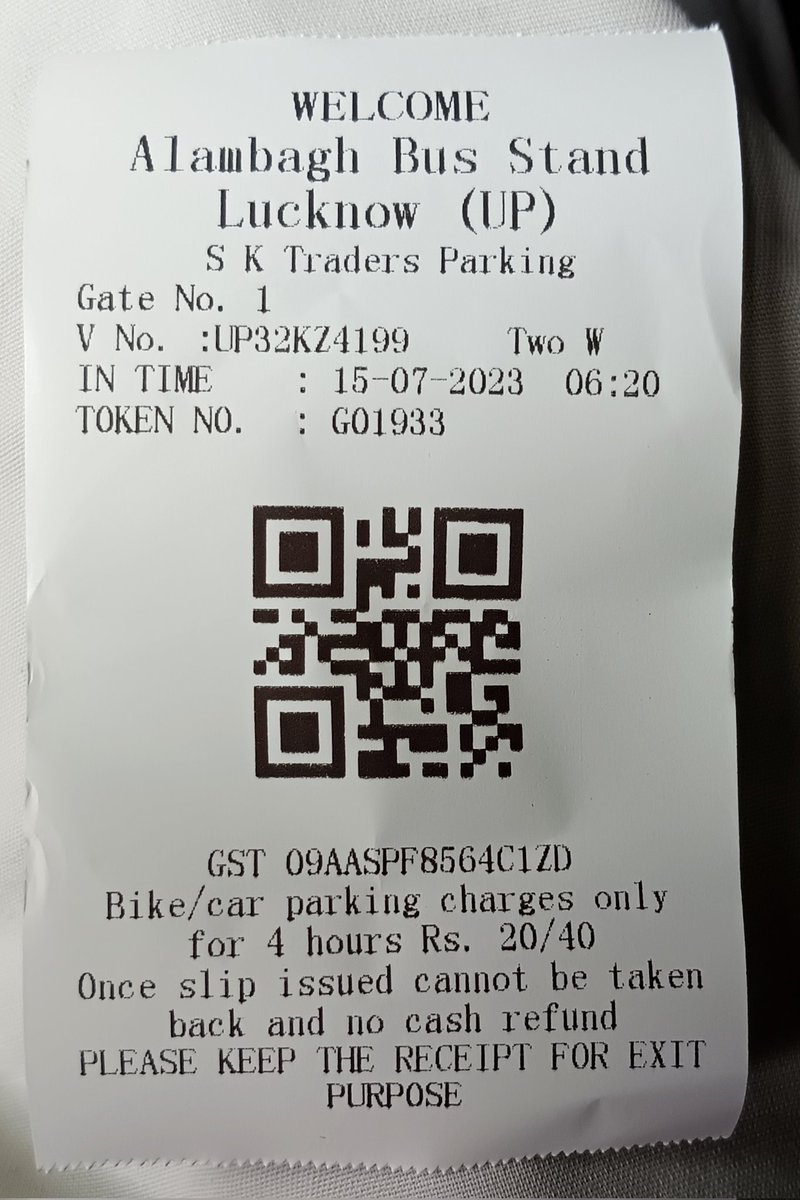 WELCOME
Alambagh Bus Stand
Lucknow (UP)
S K Traders Parking
Gate No. 1
V No. :UP32KZ4199 Two W
IN TIME : 15-07-2023 06:20
TOKEN NO. : G01933
GST 09AASPF8564C1ZD
Bike/car parking charges only
for 4 hours Rs. 20/40
Once slip issued cannot be taken
back and no cash refund
PLEASE KEEP THE RECEIPT FOR EXIT
PURPOSE